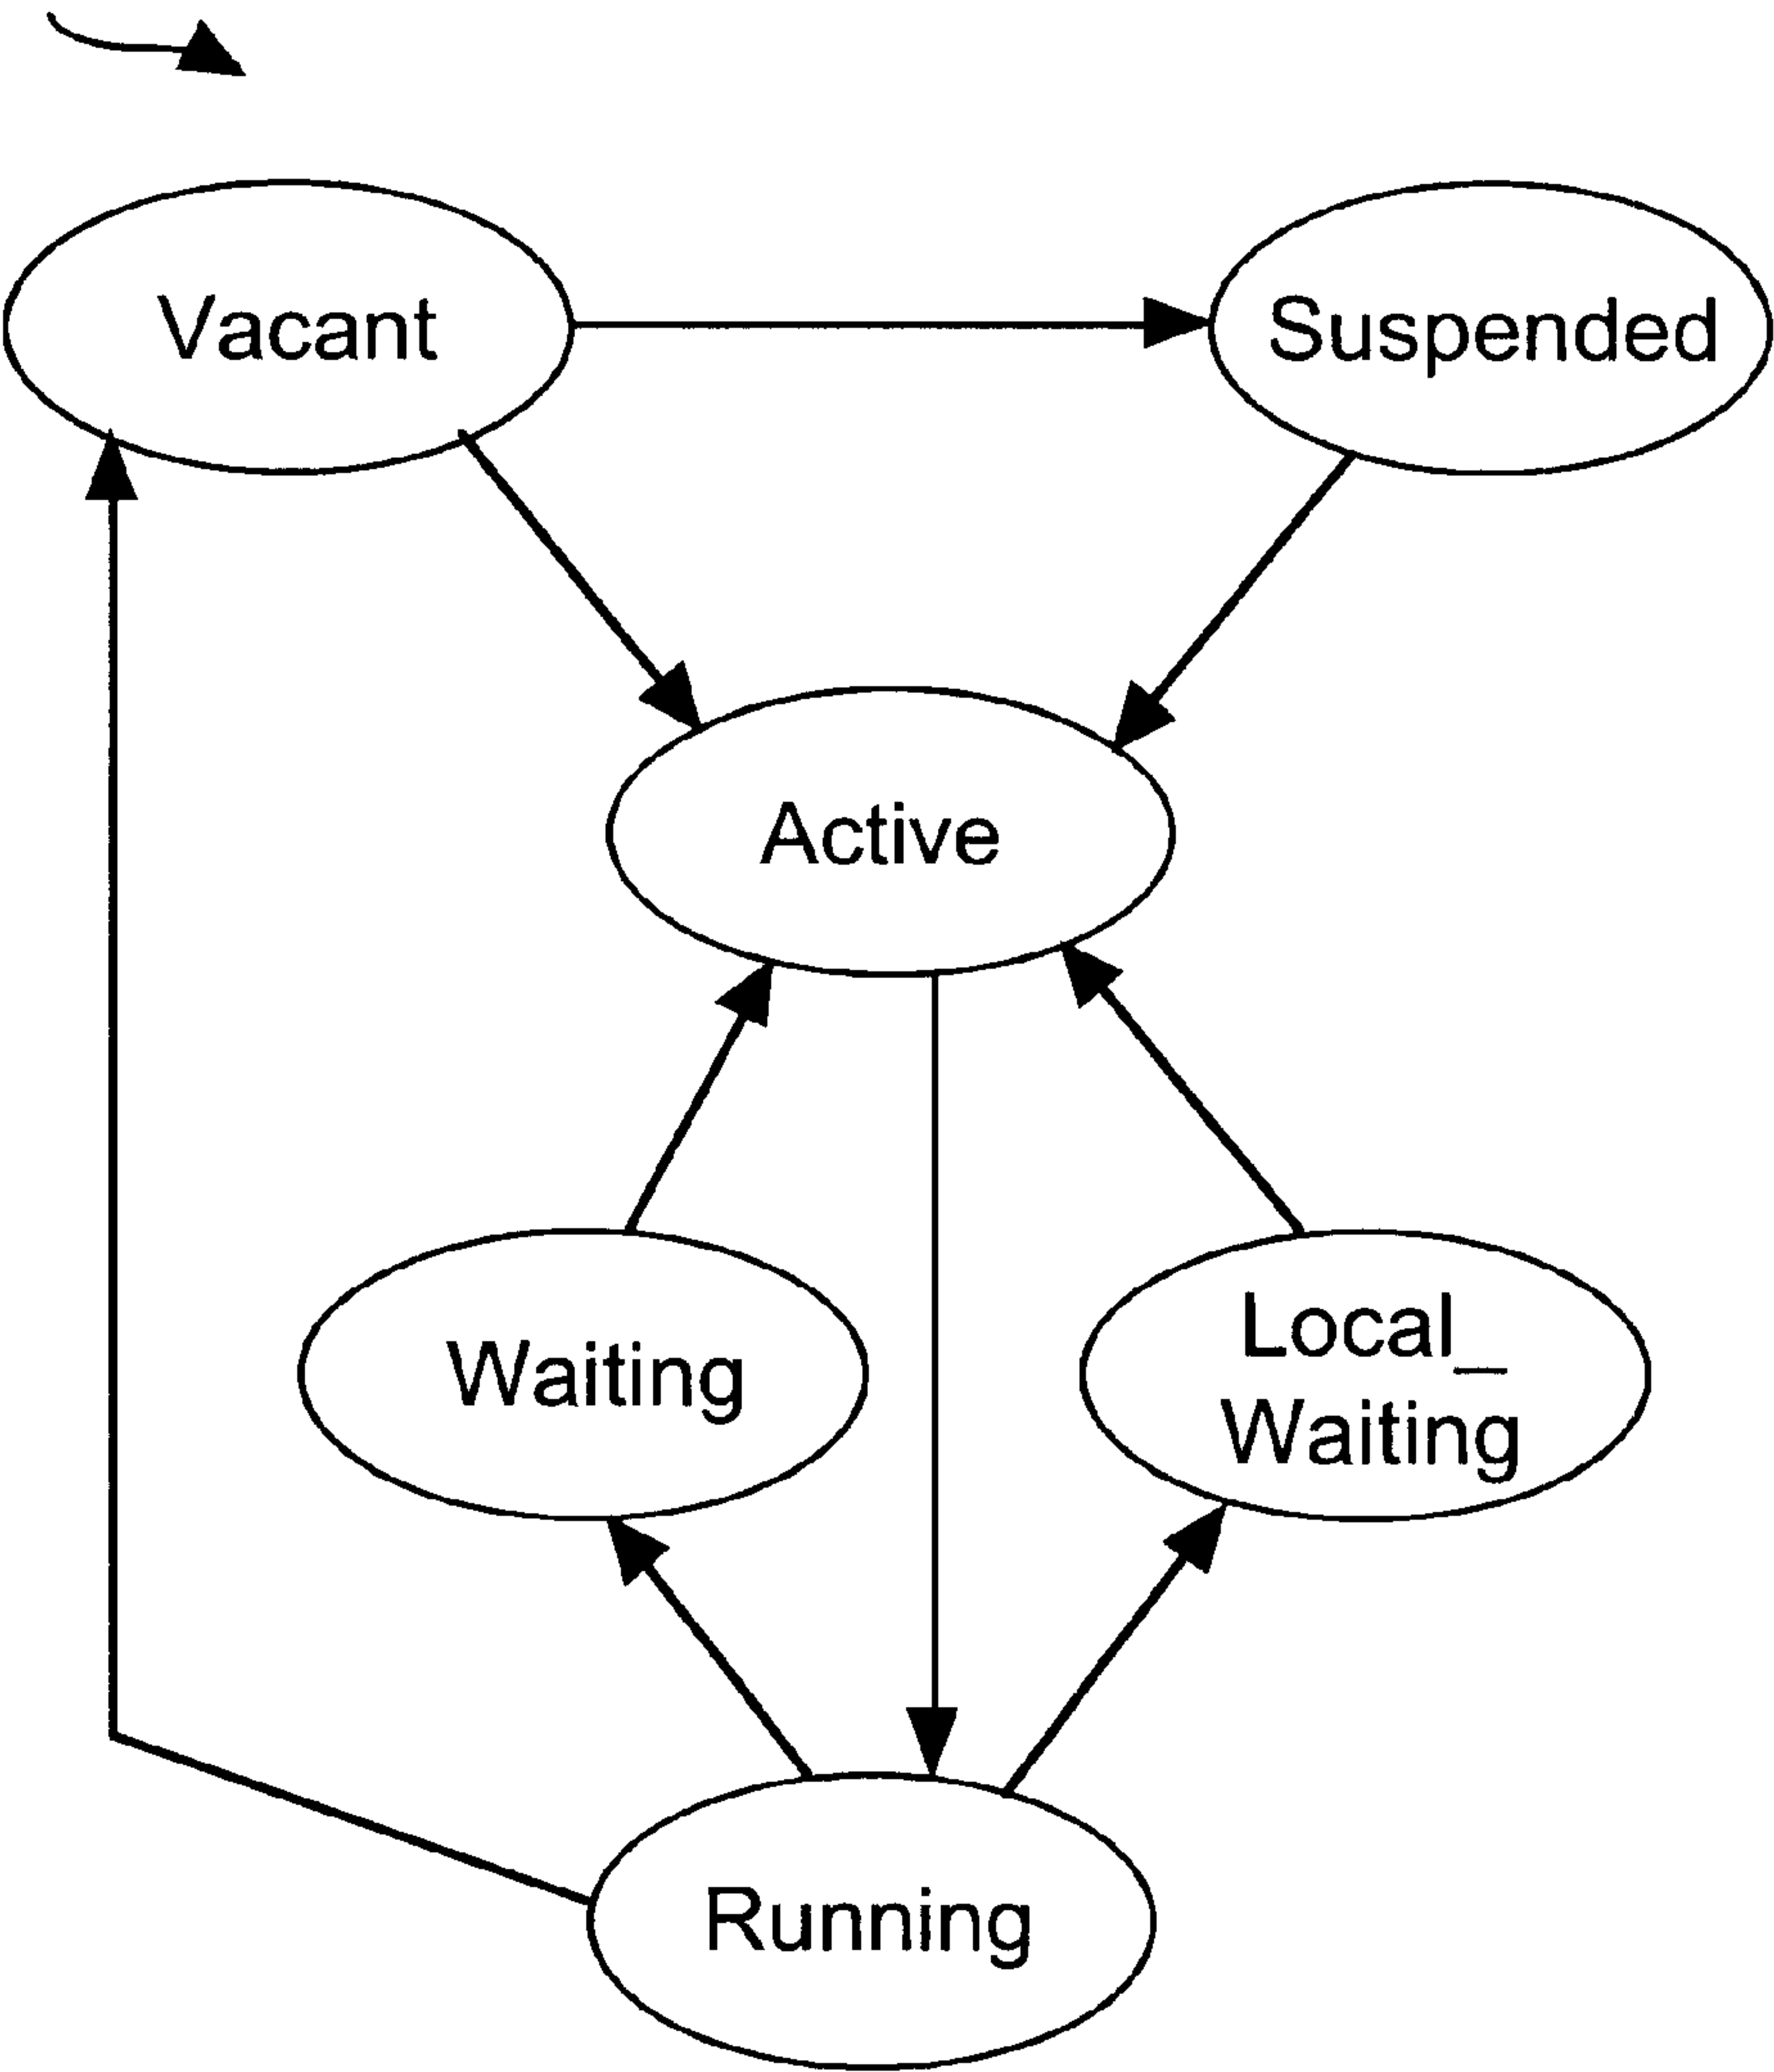 Vacant
Suspended
Active
Waiting
Local_
Waiting
Running